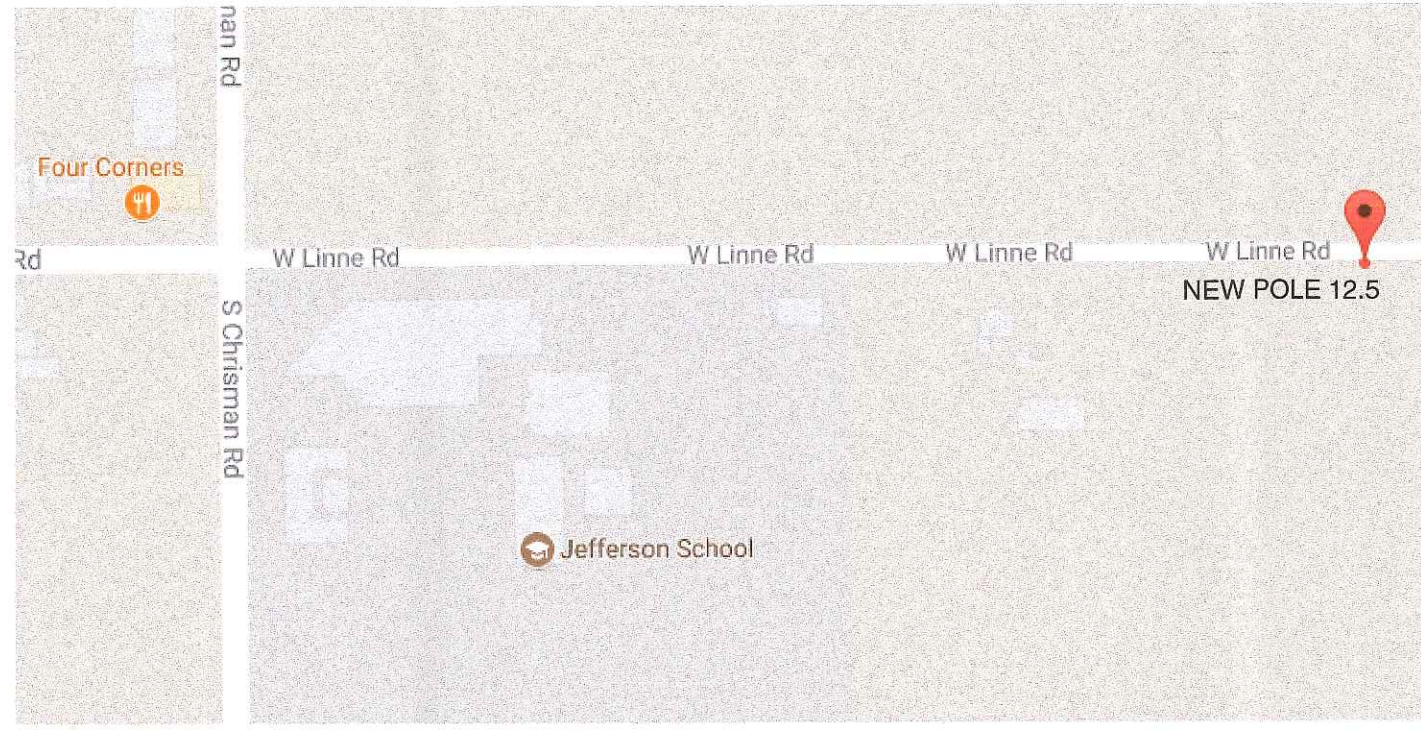 nan Rd
Four Corners
Rd
W Linne Rd
W Linne Rd
W Linne Rd
W Linne Rd
NEW POLE 12.5
S Chrisman Rd
Jefferson School